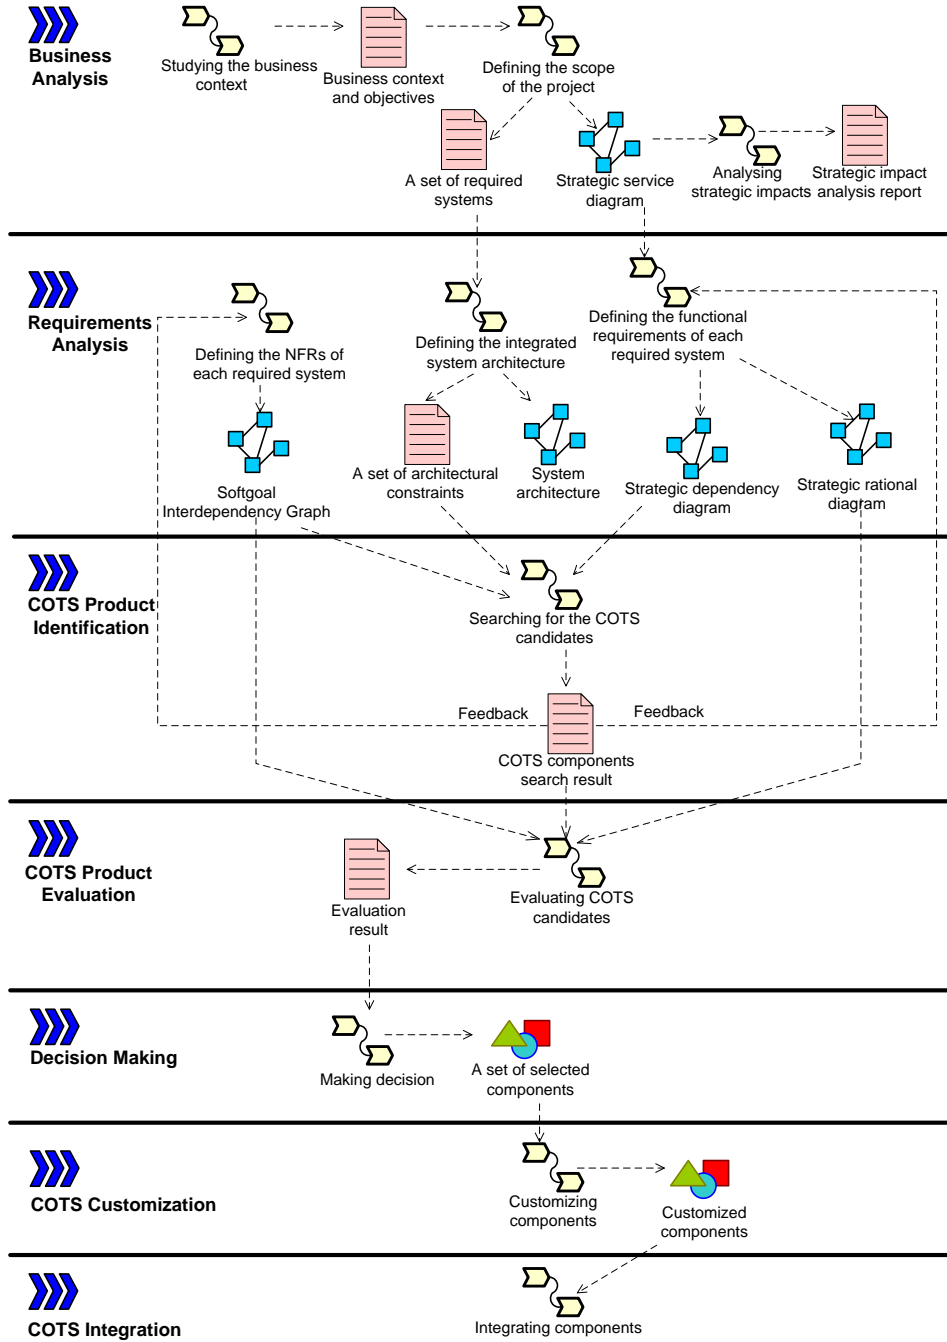 Business
Analysis
Studying the business
context
Business context
and objectives
Defining the scope
of the project
A set of required
systems
Strategic service
diagram
Analysing
strategic impacts
Strategic impact
analysis report
Requirements
Analysis
Defining the NFRs of
each required system
Defining the integrated
system architecture
Defining the functional
requirements of each
required system
Softgoal
Interdependency Graph
A set of architectural
constraints
System
architecture
Strategic dependency
diagram
Strategic rational
diagram
COTS Product
Identification
Searching for the COTS
candidates
Feedback
Feedback
COTS components
search result
COTS Product
Evaluation
Evaluation
result
Evaluating COTS
candidates
Decision Making
Making decision
A set of selected
components
COTS Customization
Customizing
components
Customized
components
COTS Integration
Integrating components